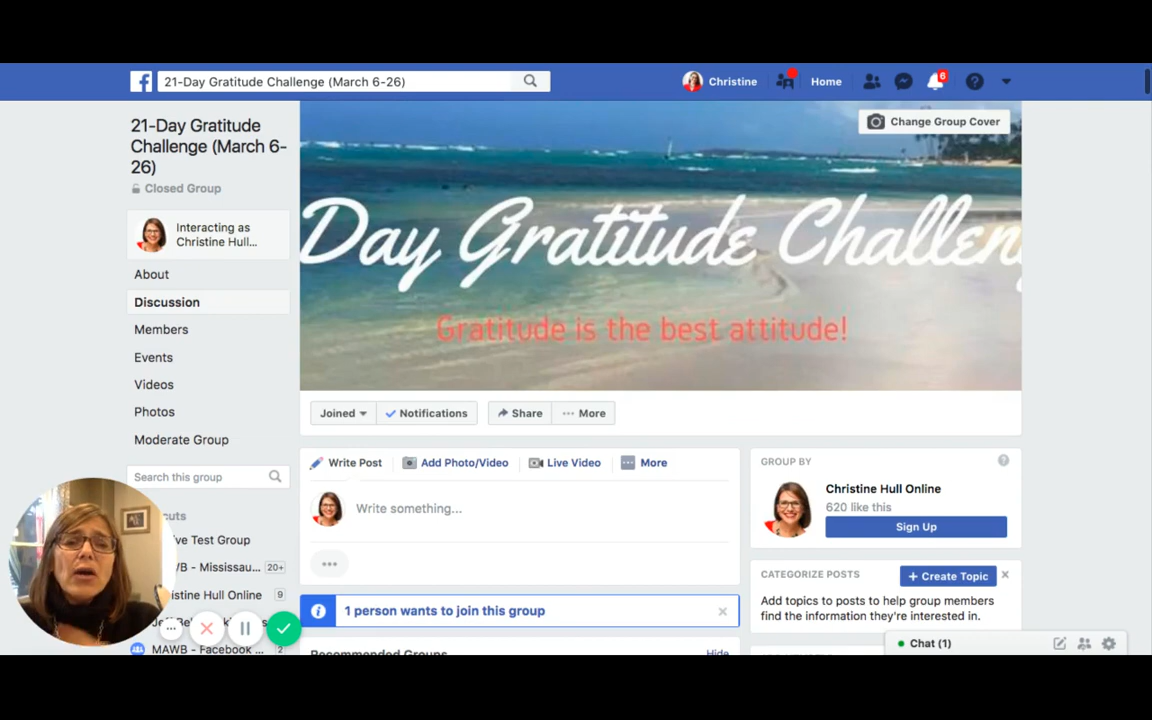 21-Day Gratitude Challenge (March 6-26)
Christine
Home
6
21-Day Gratitude
Challenge (March 6-
26)
Closed Group
Interacting as
Christine Hull...
About
Discussion
Members
Events
Videos
Photos
Moderate Group
Search this group
cuts
ve Test Group
VB - Mississau... 20+
istine Hull Online 9
MAWB - Facebook ... 2
Change Group Cover
Day Gratitude Challen
Gratitude is the best attitude!
Joined
Notifications
Share
More
Write Post
Add Photo/Video
Live Video
More
Write something...
1 person wants to join this group
Recommended Groups
Hide
GROUP BY
Christine Hull Online
620 like this
Sign Up
CATEGORIZE POSTS
+ Create Topic
Add topics to posts to help group members
find the information they're interested in.
Chat (1)